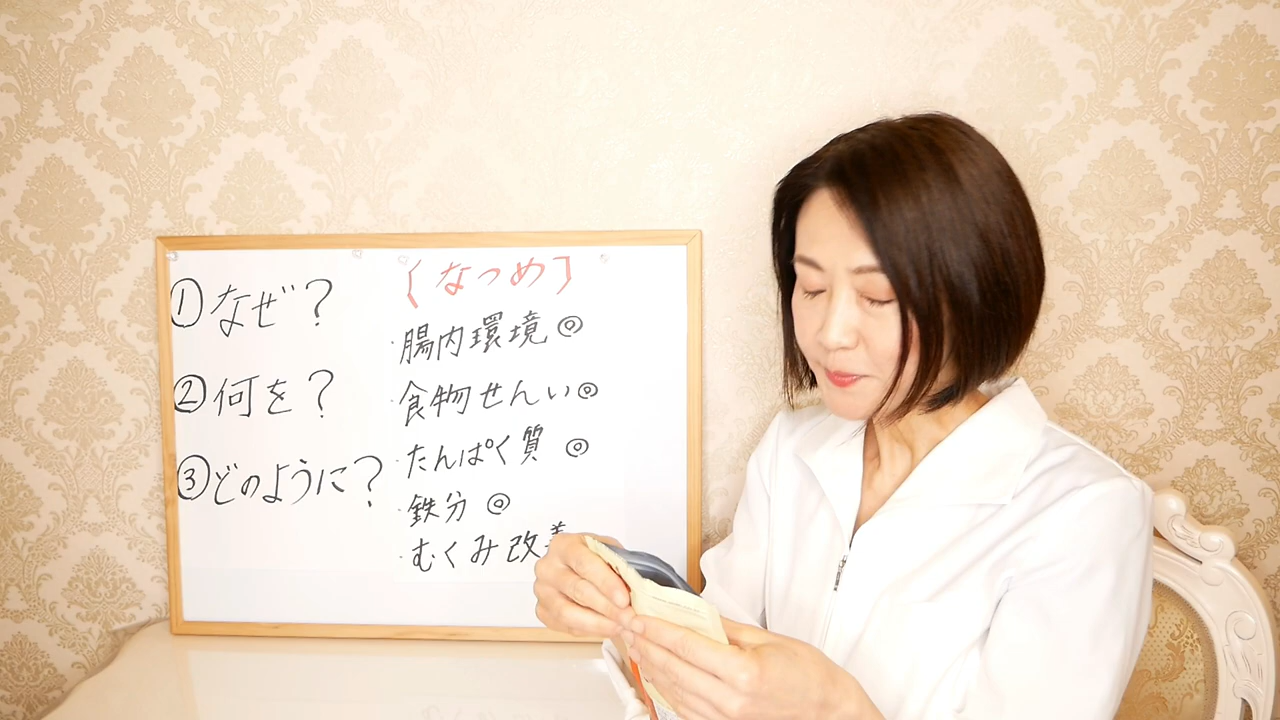 ①なぜ？
②何を？
③どのように？
〔なつめ〕
・腸内環境◎
・食物せんい◎
・たんぱく質 ◎
・鉄分 ◎
・むくみ改善